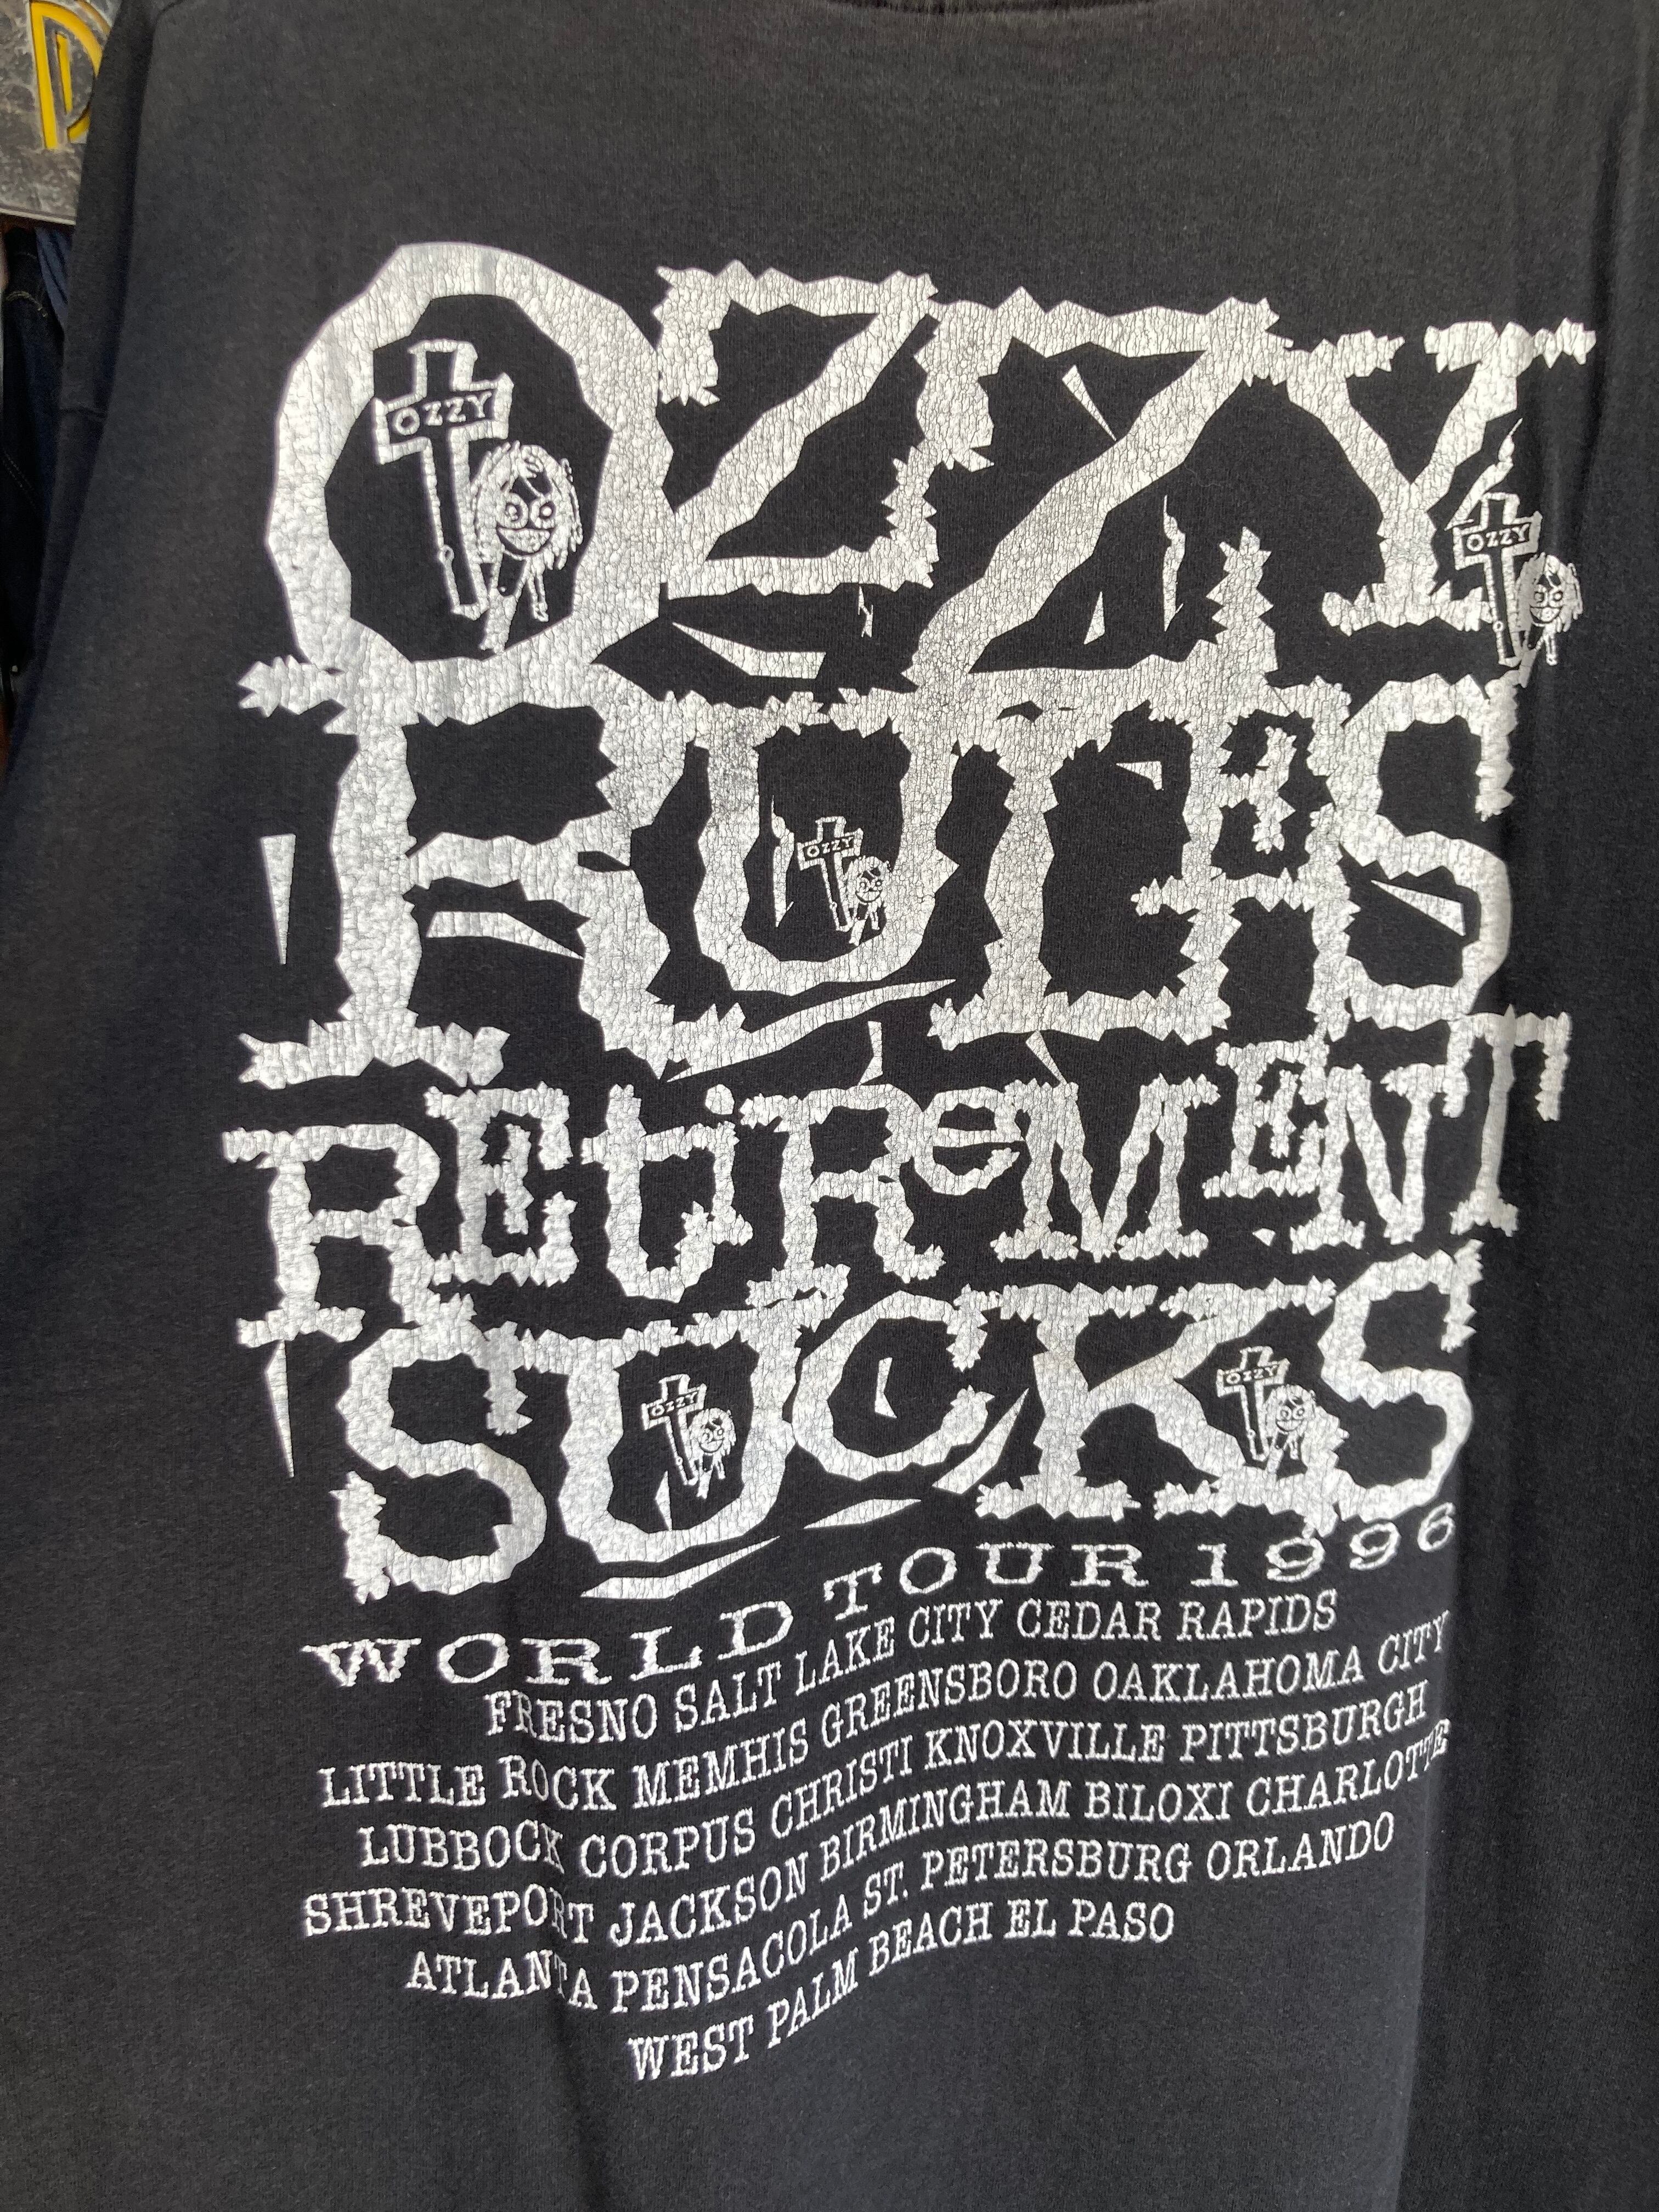 OZZY
OZZY
OZZY
RULES
OZZY
RETiReMENT
SUCKS
OZZY
OZZY
WORLD TOUR 1996
FRESNO SALT LAKE CITY CEDAR RAPIDS
LITTLE ROCK MEMHIS GREENSBORO OAKLAHOMA CITY
LUBBOCK CORPUS CHRISTI KNOXVILLE PITTSBURGH
SHREVEPORT JACKSON BIRMINGHAM BILOXI CHARLOTTE
ATLANTA PENSACOLA ST. PETERSBURG ORLANDO
WEST PALM BEACH EL PASO